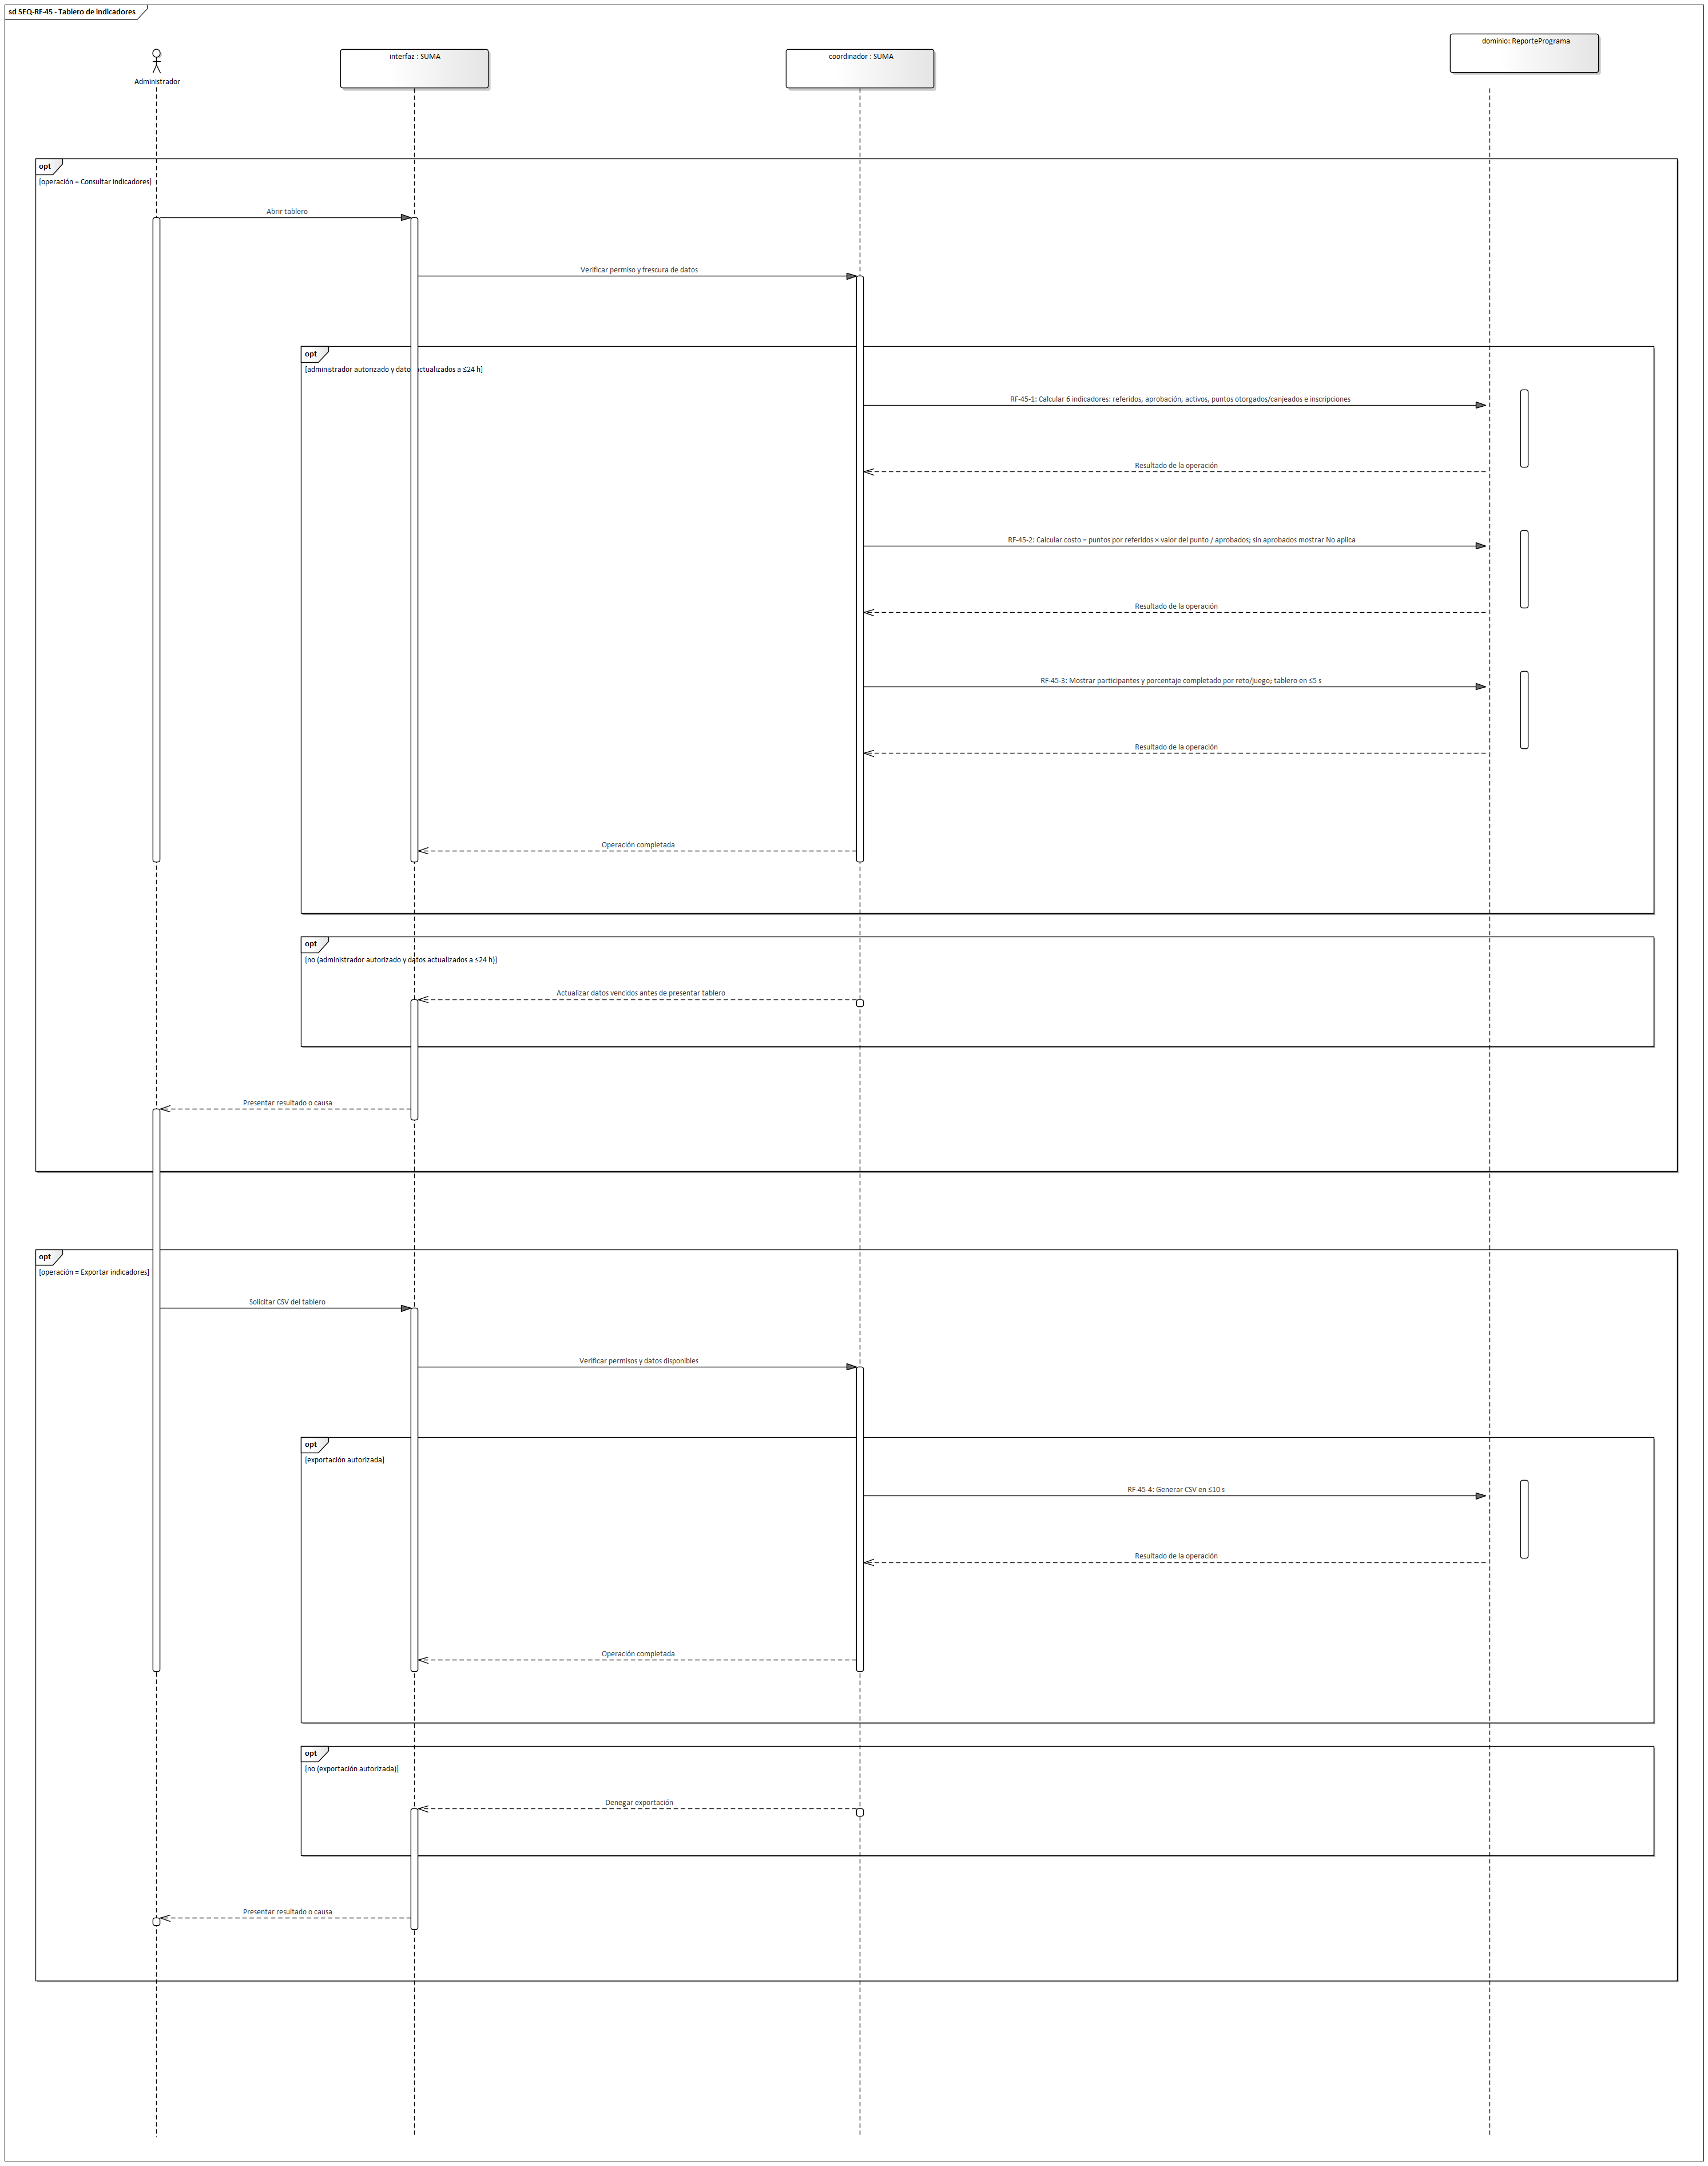 sd SEQ-RF-45 - Tablero de indicadores
Administrador
interfaz : SUMA
coordinador : SUMA
dominio: ReportePrograma
opt
[operación = Consultar indicadores]
Abrir tablero
Verificar permiso y frescura de datos
opt
[administrador autorizado y datos actualizados a ≤24 h]
RF-45-1: Calcular 6 indicadores: referidos, aprobación, activos, puntos otorgados/canjeados e inscripciones
Resultado de la operación
RF-45-2: Calcular costo = puntos por referidos × valor del punto / aprobados; sin aprobados mostrar No aplica
Resultado de la operación
RF-45-3: Mostrar participantes y porcentaje completado por reto/juego; tablero en ≤5 s
Resultado de la operación
Operación completada
opt
[no (administrador autorizado y datos actualizados a ≤24 h)]
Actualizar datos vencidos antes de presentar tablero
Presentar resultado o causa
opt
[operación = Exportar indicadores]
Solicitar CSV del tablero
Verificar permisos y datos disponibles
opt
[exportación autorizada]
RF-45-4: Generar CSV en ≤10 s
Resultado de la operación
Operación completada
opt
[no (exportación autorizada)]
Denegar exportación
Presentar resultado o causa